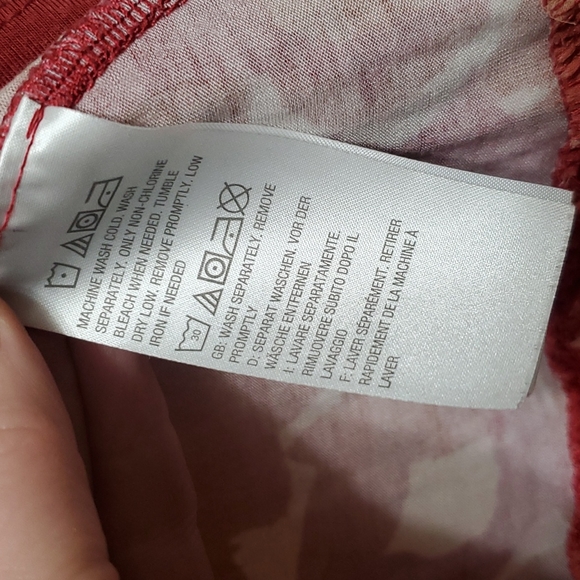 MACHINE WASH COLD. WASH
SEPARATELY. ONLY NON-CHLORINE
BLEACH WHEN NEEDED. TUMBLE
DRY LOW. REMOVE PROMPTLY. LOW
IRON IF NEEDED
30
GB: WASH SEPARATELY. REMOVE
PROMPTLY
D: SEPARAT WASCHEN. VOR DER
WÄSCHE ENTFERNEN
I: LAVARE SEPARATAMENTE.
RIMUOVERE SUBITO DOPO IL
LAVAGGIO
F: LAVER SÉPARÉMENT. RETIRER
RAPIDEMENT DE LA MACHINE À
LAVER